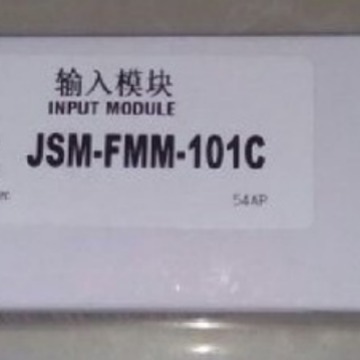 输入模块
INPUT MODULE
JSM-FMM-101C
54AP